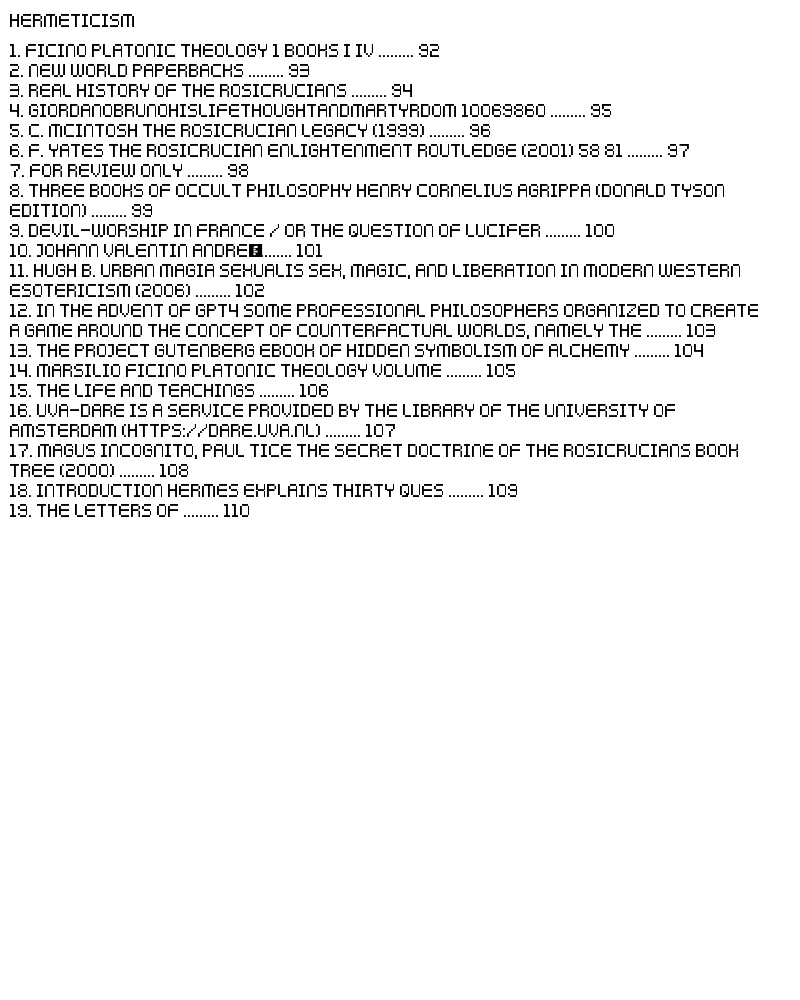 HERMETICISM
1. FICINO PLATONIC THEOLOGY 1 BOOKS I IV ........ 92
2. NEW WORLD PAPERBACKS ........ 93
3. REAL HISTORY OF THE ROSICRUCIANS ........ 94
4. GIORDANOBRUNOHISLIFETHOUGHTANDMARTYRDOM 10069860 ........ 95
5. C. MCINTOSH THE ROSICRUCIAN LEGACY (1999) ........ 96
6. F. YATES THE ROSICRUCIAN ENLIGHTENMENT ROUTLEDGE (2001) 58 81 ........ 97
7. FOR REVIEW ONLY ........ 98
8. THREE BOOKS OF OCCULT PHILOSOPHY HENRY CORNELIUS AGRIPPA (DONALD TYSON
EDITION) ........ 99
9. DEVIL-WORSHIP IN FRANCE / OR THE QUESTION OF LUCIFER ........ 100
10. JOHANN VALENTIN ANDRE........ 101
11. HUGH B. URBAN MAGIA SEXUALIS SEX, MAGIC, AND LIBERATION IN MODERN WESTERN
ESOTERICISM (2006) ........ 102
12. IN THE ADVENT OF GPT4 SOME PROFESSIONAL PHILOSOPHERS ORGANIZED TO CREATE
A GAME AROUND THE CONCEPT OF COUNTERFACTUAL WORLDS, NAMELY THE ........ 103
13. THE PROJECT GUTENBERG EBOOK OF HIDDEN SYMBOLISM OF ALCHEMY ........ 104
14. MARSILIO FICINO PLATONIC THEOLOGY VOLUME ........ 105
15. THE LIFE AND TEACHINGS ........ 106
16. UVA-DARE IS A SERVICE PROVIDED BY THE LIBRARY OF THE UNIVERSITY OF
AMSTERDAM (HTTPS://DARE.UVA.NL) ........ 107
17. MAGUS INCOGNITO, PAUL TICE THE SECRET DOCTRINE OF THE ROSICRUCIANS BOOK
TREE (2000) ........ 108
18. INTRODUCTION HERMES EXPLAINS THIRTY QUES ........ 109
19. THE LETTERS OF ........ 110